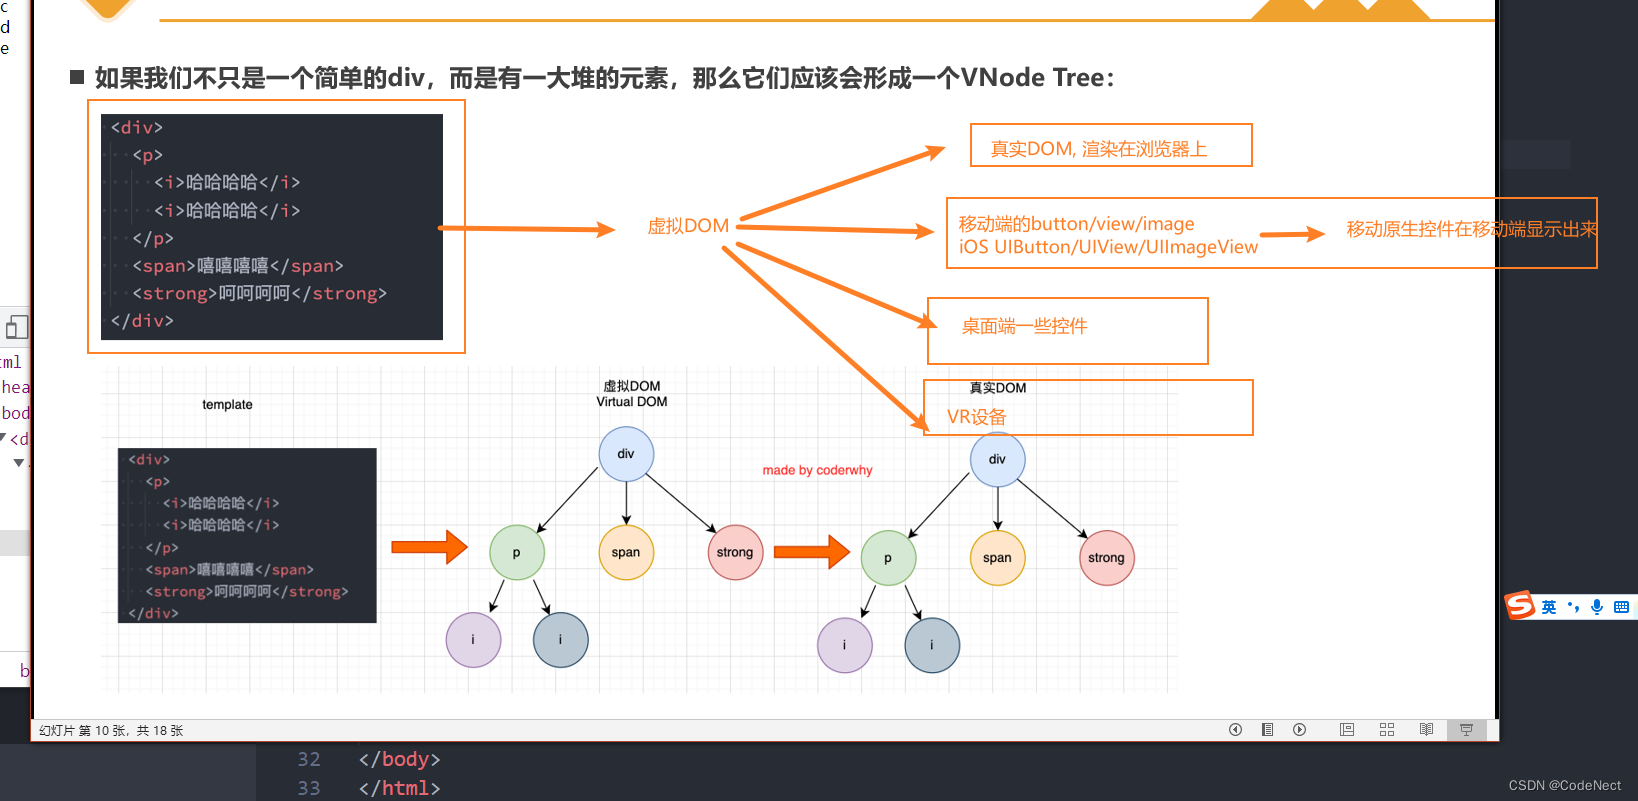 c
d
e
■ 如果我们不只是一个简单的div，而是有一大堆的元素，那么它们应该会形成一个VNode Tree：
<div>
<p>
<i>哈哈哈哈</i>
<i>哈哈哈哈</i>
</p>
<span>嘻嘻嘻嘻</span>
<strong>呵呵呵呵</strong>
</div>
虚拟DOM
真实DOM, 渲染在浏览器上
移动端的button/view/image
iOS UIButton/UIView/UIImageView
移动原生控件在移动端显示出来
桌面端一些控件
VR设备
tml
hea
bod
<d
b
template
<div>
<p>
<i>哈哈哈哈</i>
<i>哈哈哈哈</i>
</p>
<span>嘻嘻嘻嘻</span>
<strong>呵呵呵呵</strong>
</div>
虚拟DOM
Virtual DOM
div
p
span
strong
i
i
made by coderwhy
真实DOM
div
p
span
strong
i
i
S 英
幻灯片 第 10 张，共 18 张
32 </body>
33 </html>
CSDN @CodeNect